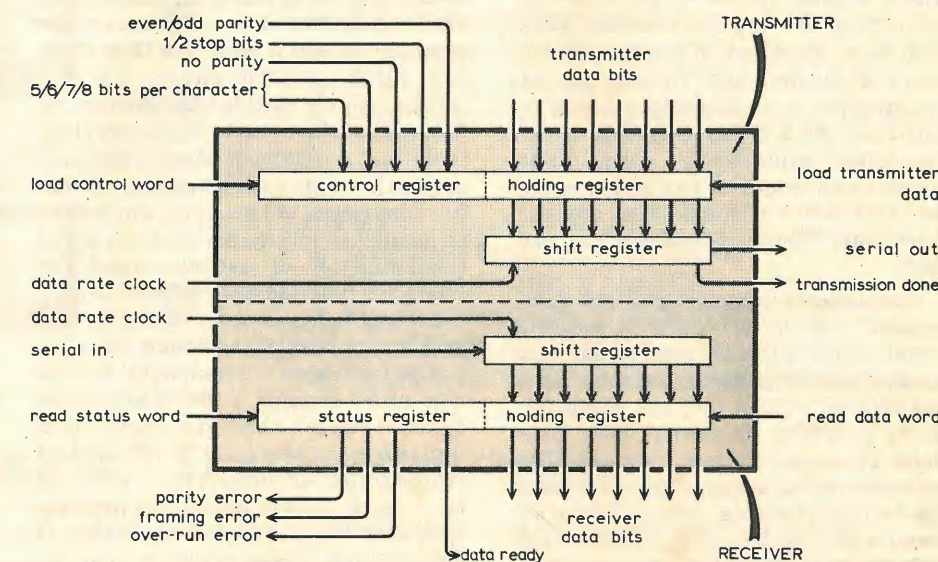 even/odd parity
TRANSMITTER
1/2 stop bits
no parity
transmitter
data bits
5/6/7/8 bits per character
load control word
control register
holding register
load transmitter
data
shift register
serial out
data rate clock
transmission done
data rate clock
serial in
shift register
read status word
status register
holding register
read data word
parity error
framing error
over-run error
receiver
data bits
data ready
RECEIVER